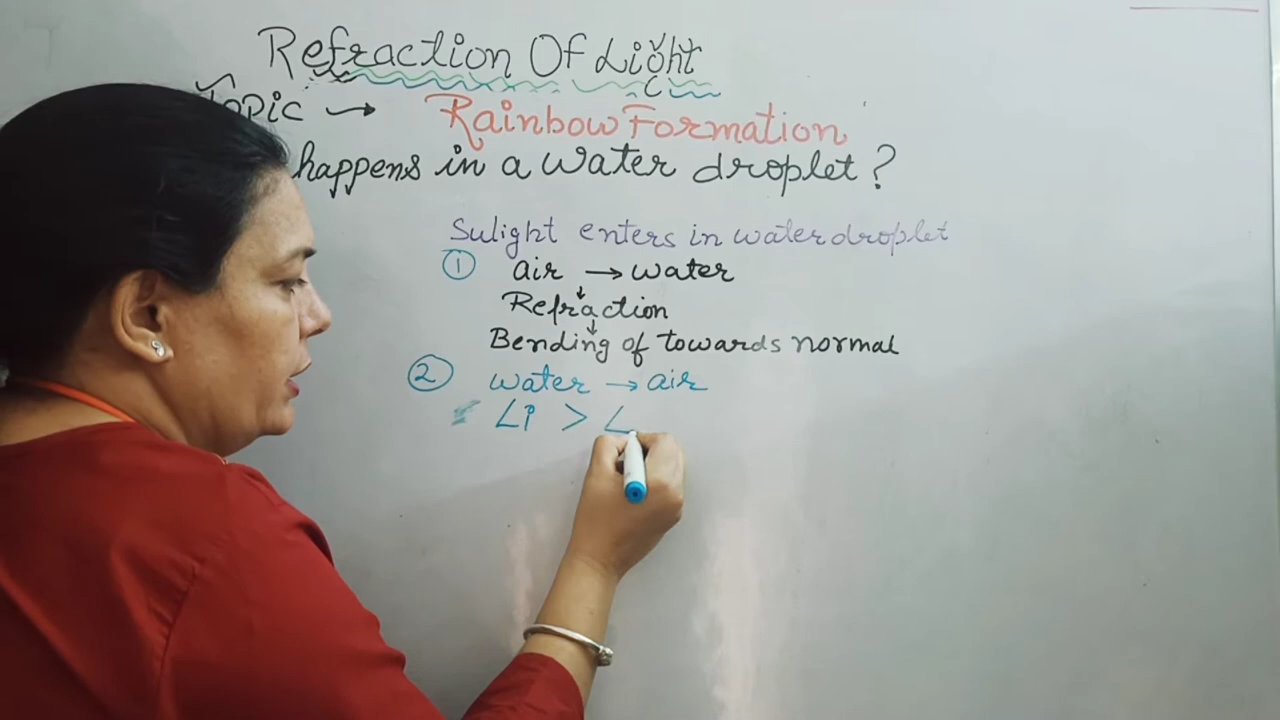 Refraction Of Light
Topic → Rainbow Formation
happens in a water droplet?
Sulight enters in water droplet
① air → water
↓
Refraction
↓
Bending of towards normal
② water → air
∠i > ∠